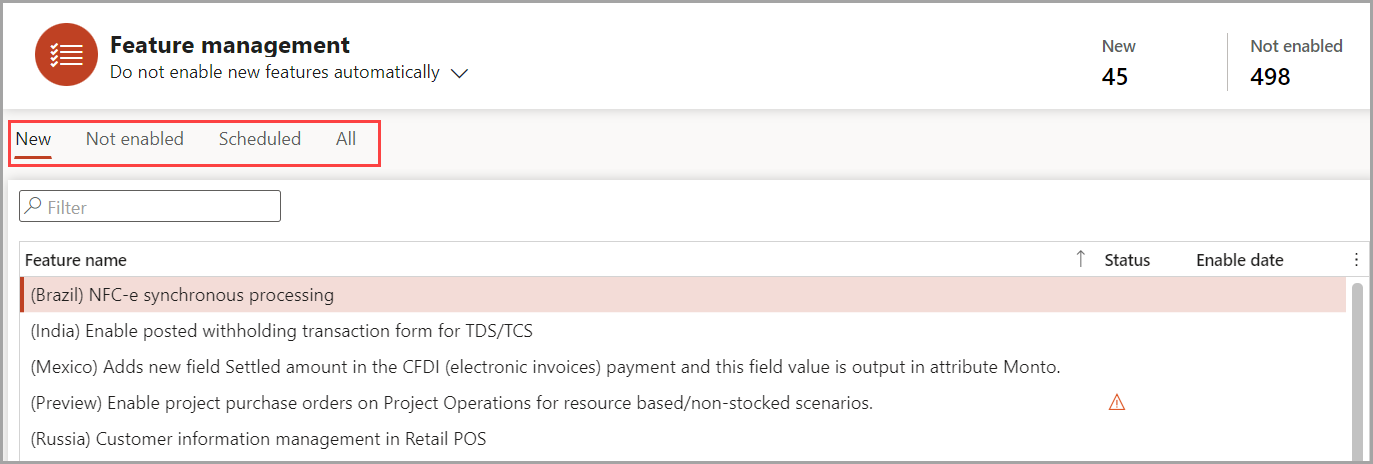 Feature management
Do not enable new features automatically
New
45
Not enabled
498
New Not enabled Scheduled All
Filter
Feature name Status Enable date
(Brazil) NFC-e synchronous processing
(India) Enable posted withholding transaction form for TDS/TCS
(Mexico) Adds new field Settled amount in the CFDI (electronic invoices) payment and this field value is output in attribute Monto.
(Preview) Enable project purchase orders on Project Operations for resource based/non-stocked scenarios.
(Russia) Customer information management in Retail POS